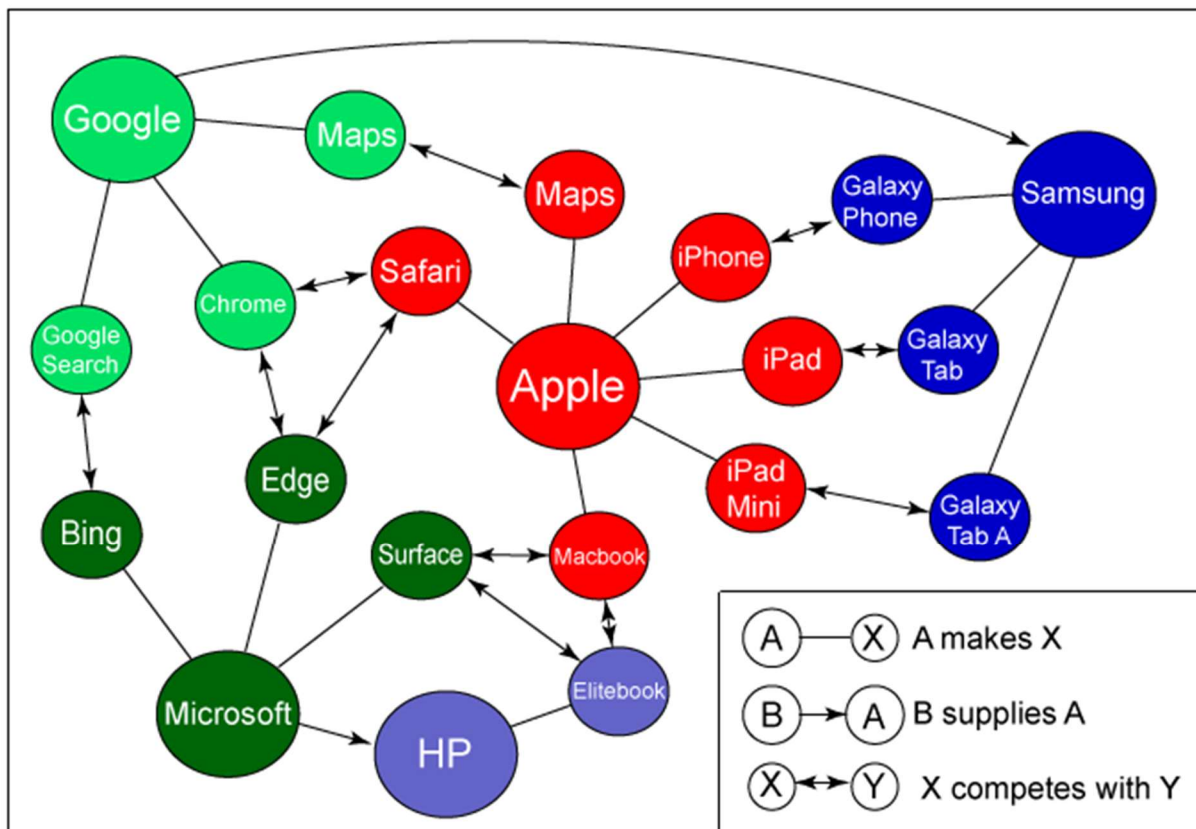 Google
Maps
Maps
Galaxy
Phone
Samsung
Safari
iPhone
Chrome
Google
Search
Apple
iPad
Galaxy
Tab
Edge
iPad
Mini
Galaxy
Tab A
Bing
Surface
Macbook
Elitebook
Microsoft
HP
A X A makes X
B A B supplies A
X Y X competes with Y